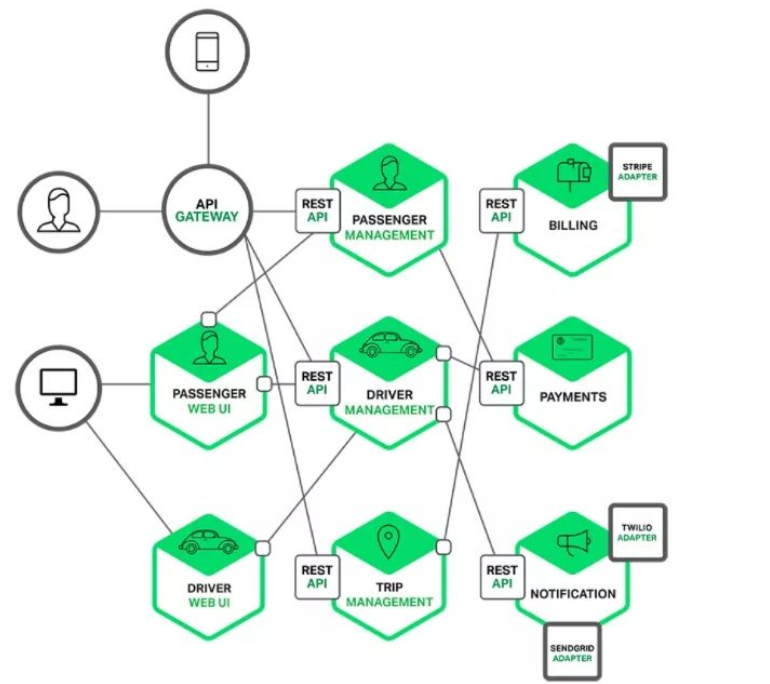 API
GATEWAY
REST
API
PASSENGER
MANAGEMENT
REST
API
BILLING
STRIPE
ADAPTER
PASSENGER
WEB UI
REST
API
DRIVER
MANAGEMENT
REST
API
PAYMENTS
DRIVER
WEB UI
REST
API
TRIP
MANAGEMENT
REST
API
NOTIFICATION
TWILIO
ADAPTER
SENDGRID
ADAPTER